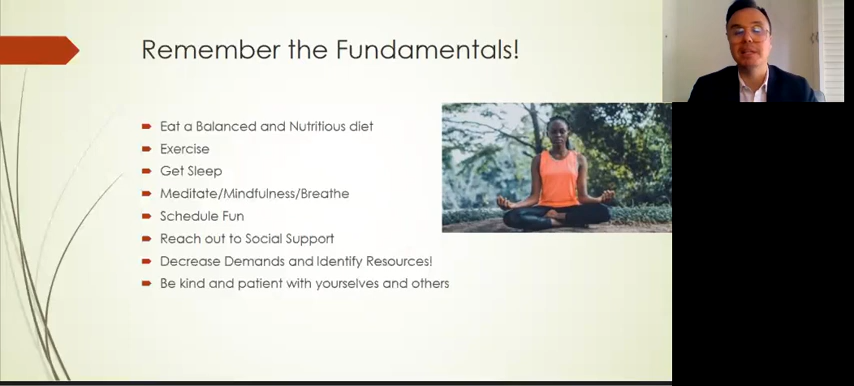 Remember the Fundamentals!
Eat a Balanced and Nutritious diet
Exercise
Get Sleep
Meditate/Mindfulness/Breathe
Schedule Fun
Reach out to Social Support
Decrease Demands and Identify Resources!
Be kind and patient with yourselves and others